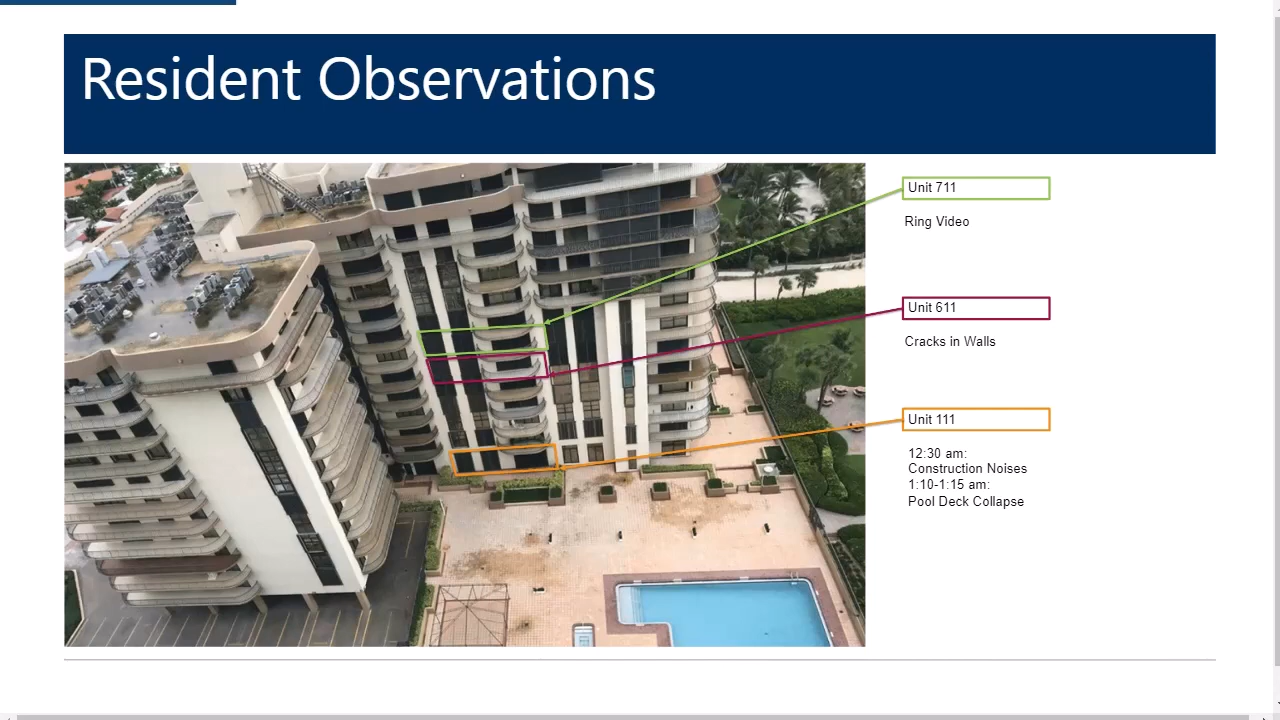 Resident Observations
Unit 711
Ring Video
Unit 611
Cracks in Walls
Unit 111
12:30 am:
Construction Noises
1:10-1:15 am:
Pool Deck Collapse